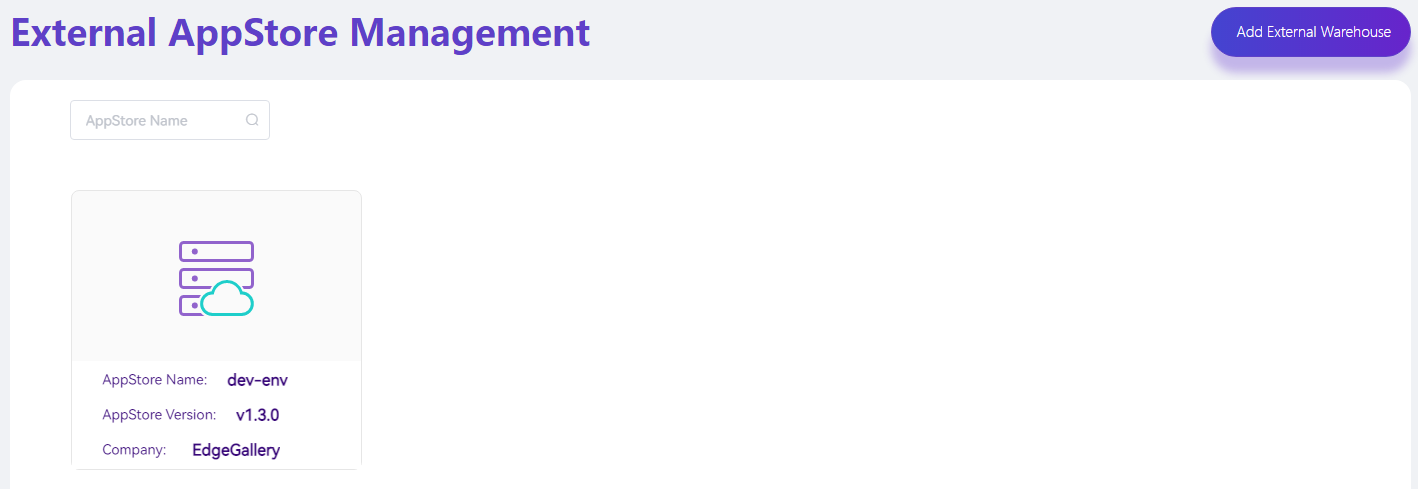 External AppStore Management
Add External Warehouse
AppStore Name
AppStore Name: dev-env
AppStore Version: v1.3.0
Company: EdgeGallery